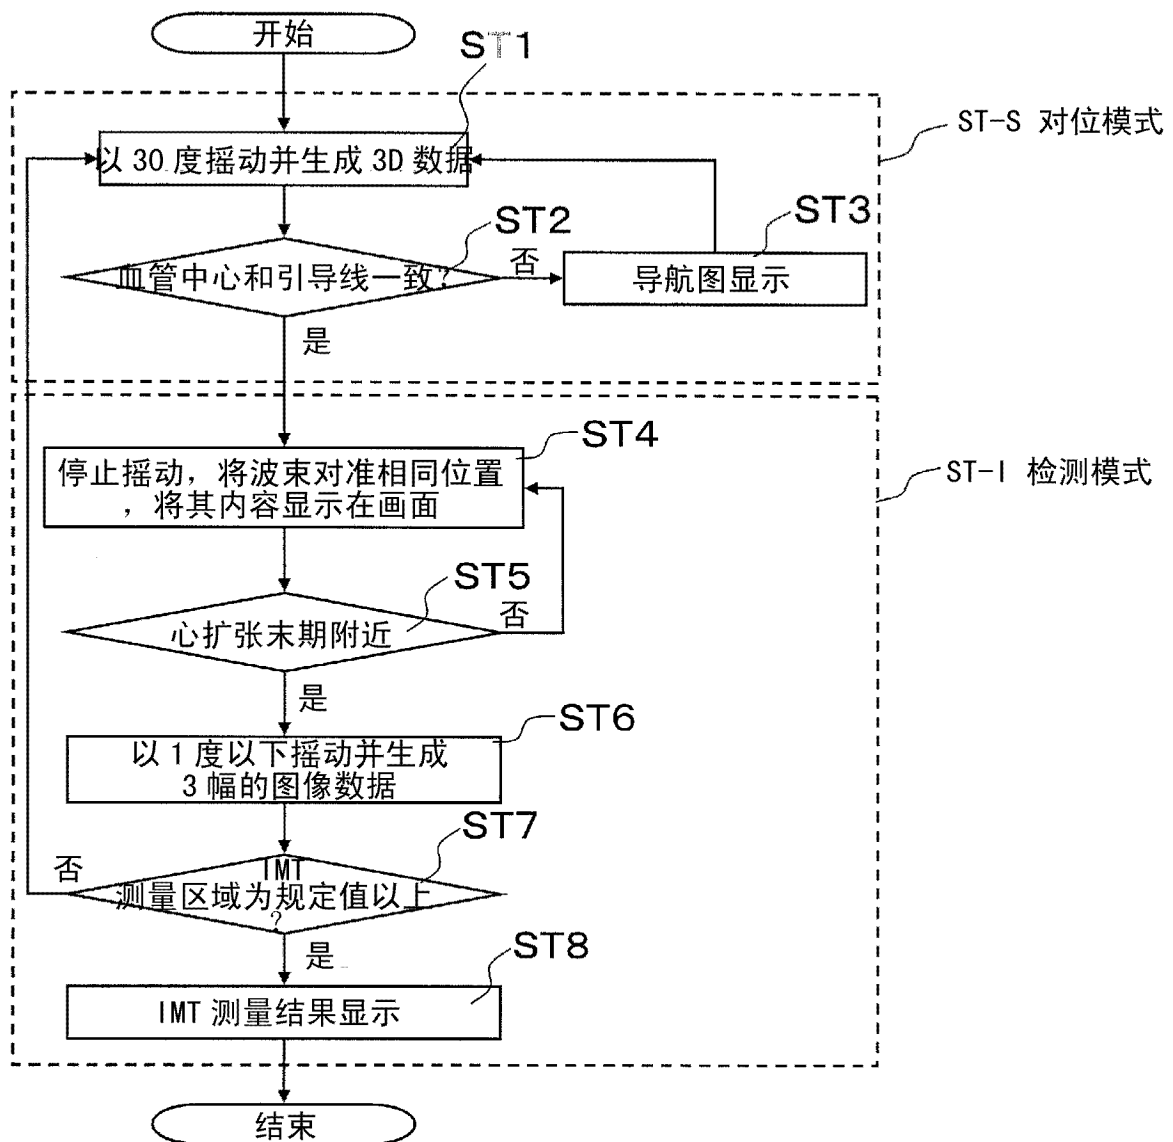 开始
ST1
ST-S 对位模式
以 30 度摇动并生成 3D 数据
ST2
ST3
血管中心和引导线一致?
否
导航图显示
是
ST4
ST-I 检测模式
停止摇动，将波束对准相同位置
，将其内容显示在画面
ST5
否
心扩张末期附近
是
ST6
以 1 度以下摇动并生成
3 幅的图像数据
ST7
否
IMT
测量区域为规定值以上
?
是
ST8
IMT 测量结果显示
结束